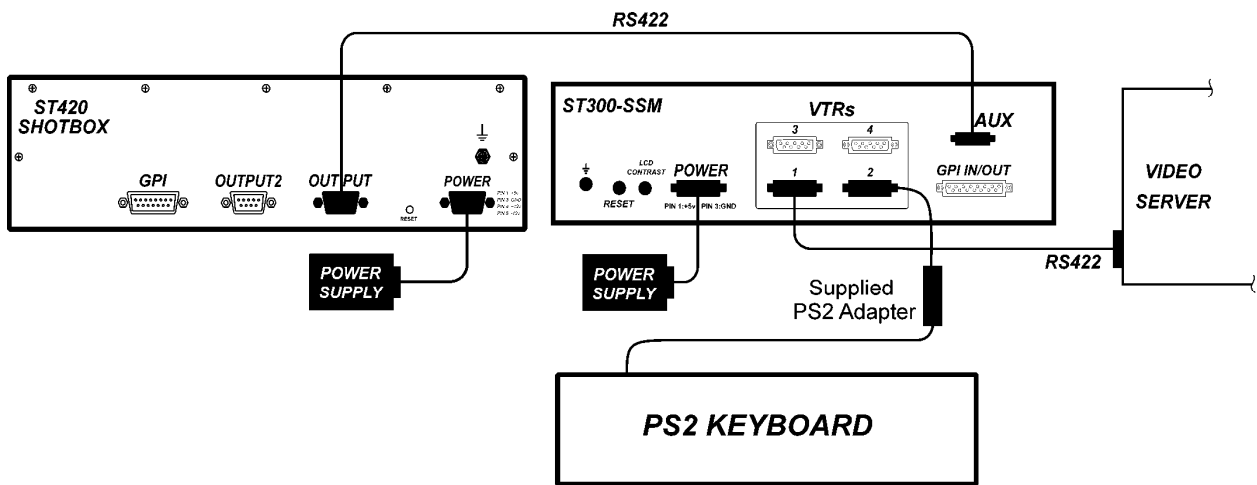 RS422
ST420
SHOTBOX
GPI
OUTPUT2
OUTPUT
RESET
POWER
POWER
SUPPLY
ST300-SSM
VTRs
3
4
AUX
LCD
CONTRAST
RESET
POWER
PIN 1:+5v PIN 3:GND
1
2
GPI IN/OUT
POWER
SUPPLY
RS422
VIDEO
SERVER
Supplied
PS2 Adapter
PS2 KEYBOARD